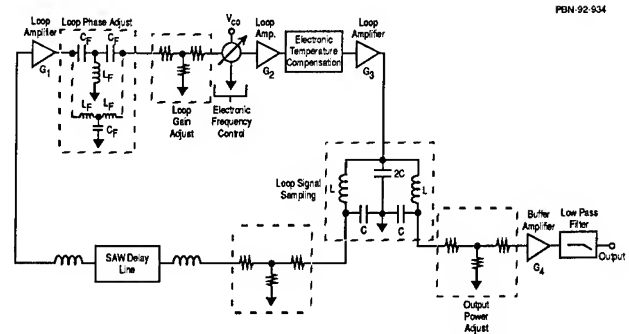 PBN-92-934
Loop Phase Adjust
Loop
Amplifier
G1
CF
CF
LF
LF
LF
CF
Loop
Gain
Adjust
VCO
Electronic
Frequency
Control
Loop
Amp.
G2
Electronic
Temperature
Compensation
Loop
Amplifier
G3
Loop Signal
Sampling
L
2C
L
C
C
SAW Delay
Line
Output
Power
Adjust
Buffer
Amplifier
G4
Low Pass
Filter
Output